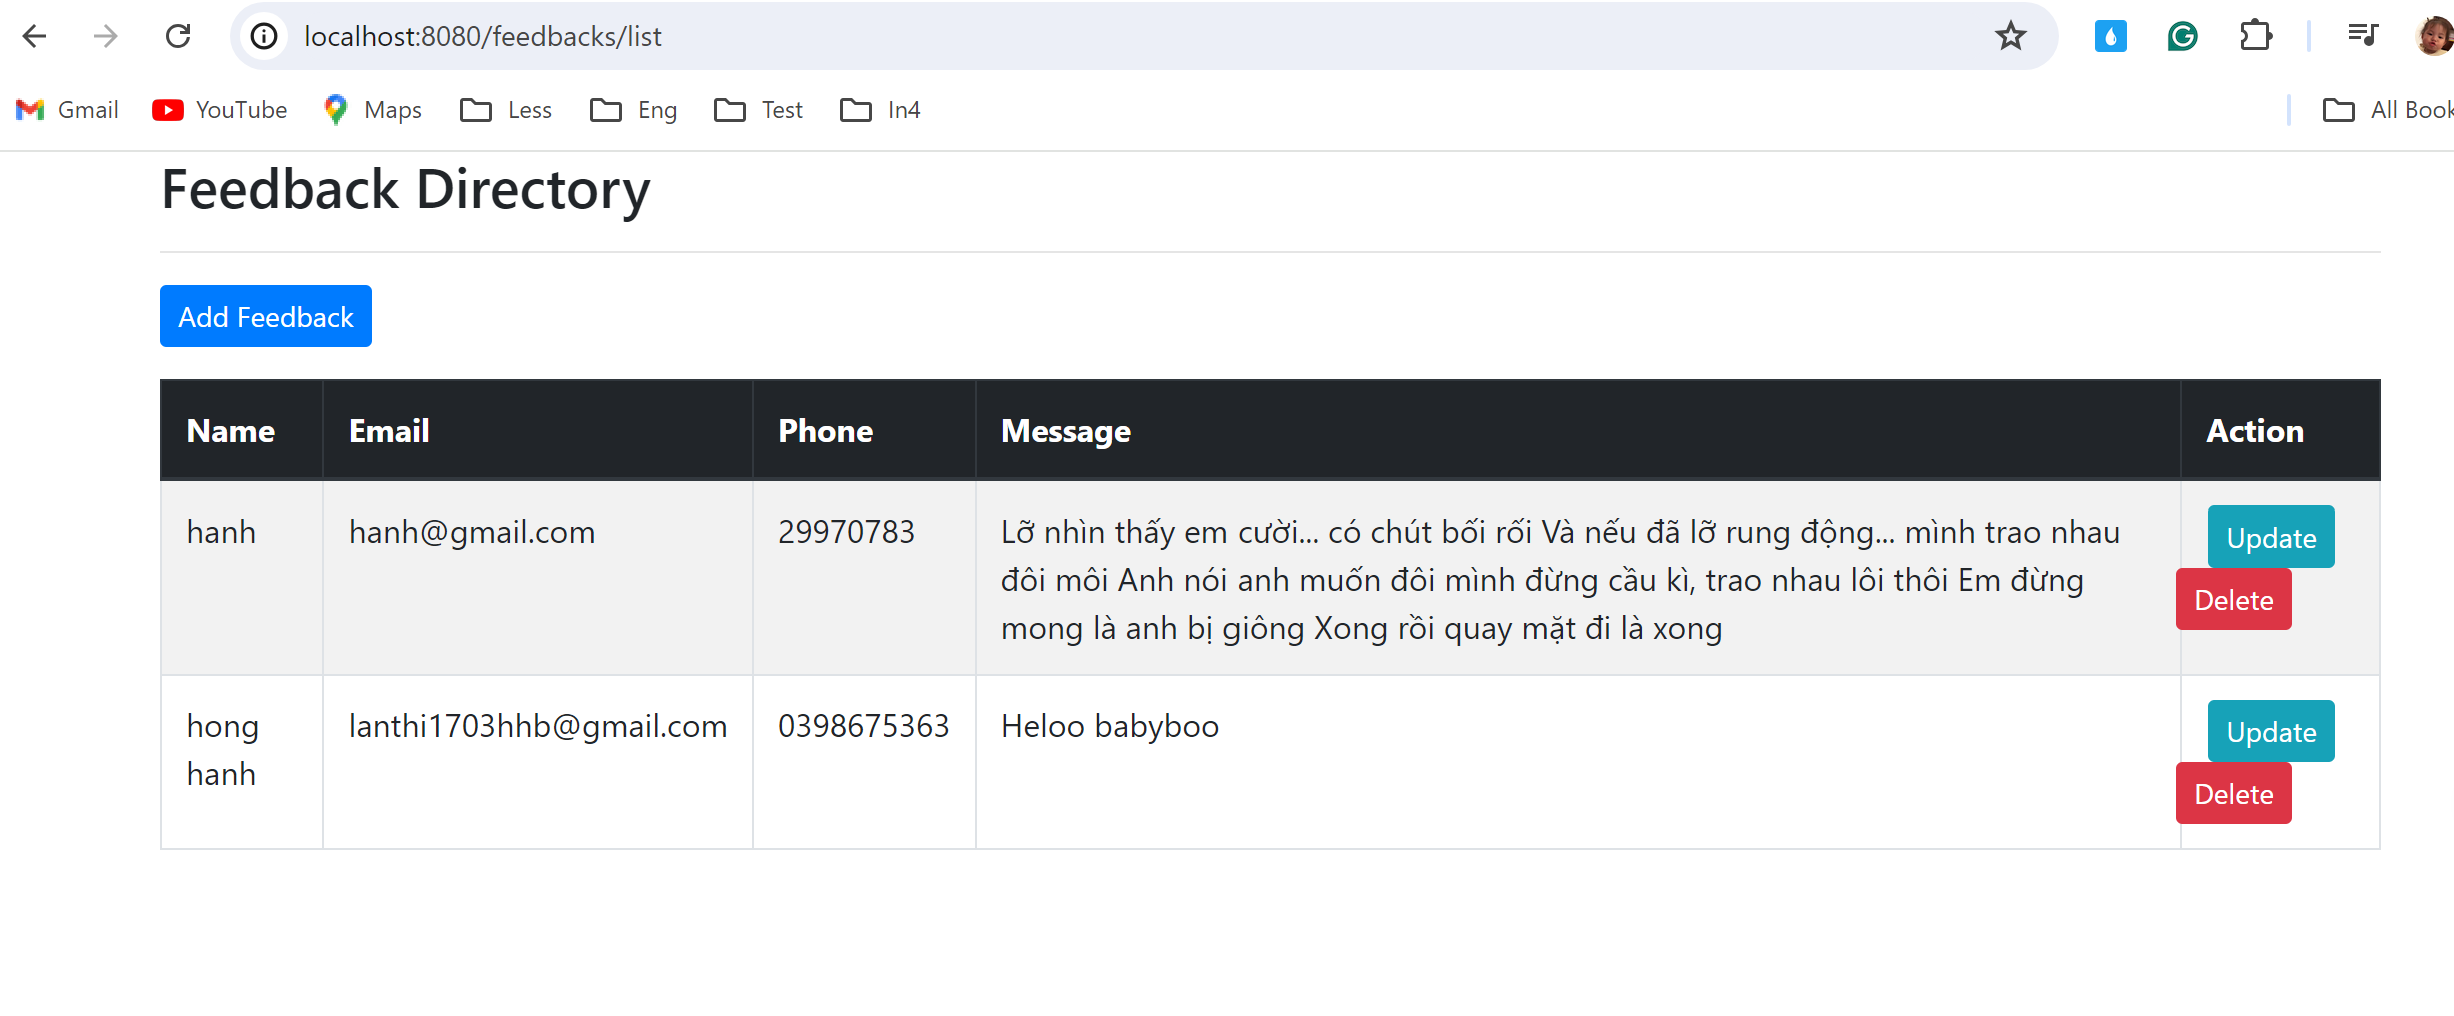 localhost:8080/feedbacks/list
Gmail YouTube Maps Less Eng Test In4 All Book
Feedback Directory
Add Feedback
Name Email Phone Message Action
hanh hanh@gmail.com 29970783 Lỡ nhìn thấy em cười... có chút bối rối Và nếu đã lỡ rung động... mình trao nhau Update
đôi môi Anh nói anh muốn đôi mình đừng cầu kì, trao nhau lôi thôi Em đừng Delete
mong là anh bị giông Xong rồi quay mặt đi là xong
hong lanthi1703hhb@gmail.com 0398675363 Heloo babyboo Update
hanh Delete